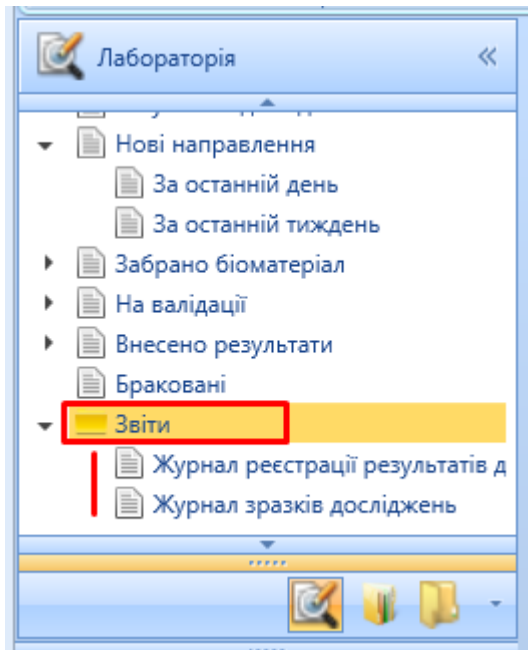 Лабораторія
Нові направлення
За останній день
За останній тиждень
Забрано біоматеріал
На валідації
Внесено результати
Браковані
Звіти
Журнал реєстрації результатів д
Журнал зразків досліджень